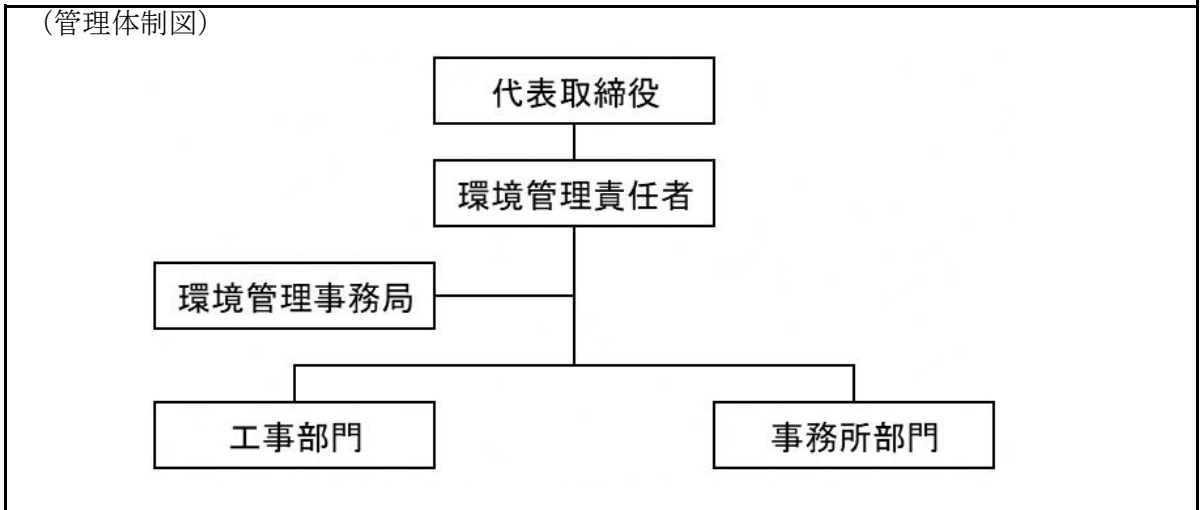 （管理体制図）
代表取締役
環境管理責任者
環境管理事務局
工事部門
事務所部門